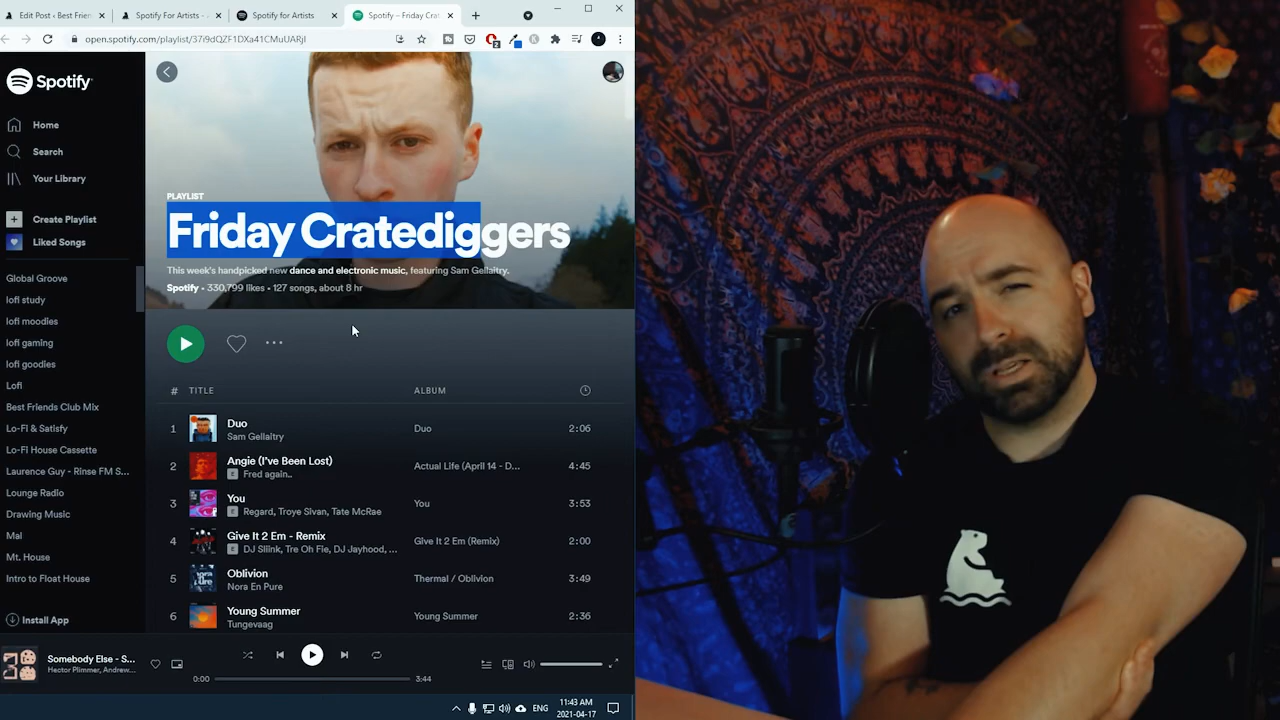 Edit Post ‹ Best Frien
Spotify For Artists - A
Spotify for Artists
Spotify – Friday Crat
open.spotify.com/playlist/37i9dQZF1DXa41CMuUARjI
Spotify
Home
Search
Your Library
Create Playlist
Liked Songs
Global Groove
lofi study
lofi moodies
lofi gaming
lofi goodies
Lofi
Best Friends Club Mix
Lo-FI & Satisfy
Lo-FI House Cassette
Laurence Guy - Rinse FM S...
Lounge Radio
Drawing Music
Mal
Mt. House
Intro to Float House
Install App
PLAYLIST
Friday Cratediggers
This week's handpicked new dance and electronic music, featuring Sam Gellaitry.
Spotify • 330,799 likes • 127 songs, about 8 hr
# TITLE ALBUM
1 Duo Duo 2:06
Sam Gellaitry
2 Angie (I've Been Lost) Actual Life (April 14 - D... 4:45
E Fred again..
3 You You 3:53
E Regard, Troye Sivan, Tate McRae
4 Give It 2 Em - Remix Give It 2 Em (Remix) 2:00
E DJ Sliink, Tre Oh Fie, DJ Jayhood, ...
5 Oblivion Thermal / Oblivion 3:49
Nora En Pure
6 Young Summer Young Summer 2:36
Tungevaag
Somebody Else - S...
Hector Plimmer, Andrew...
0:00 3:44
ENG
11:43 AM
2021-04-17